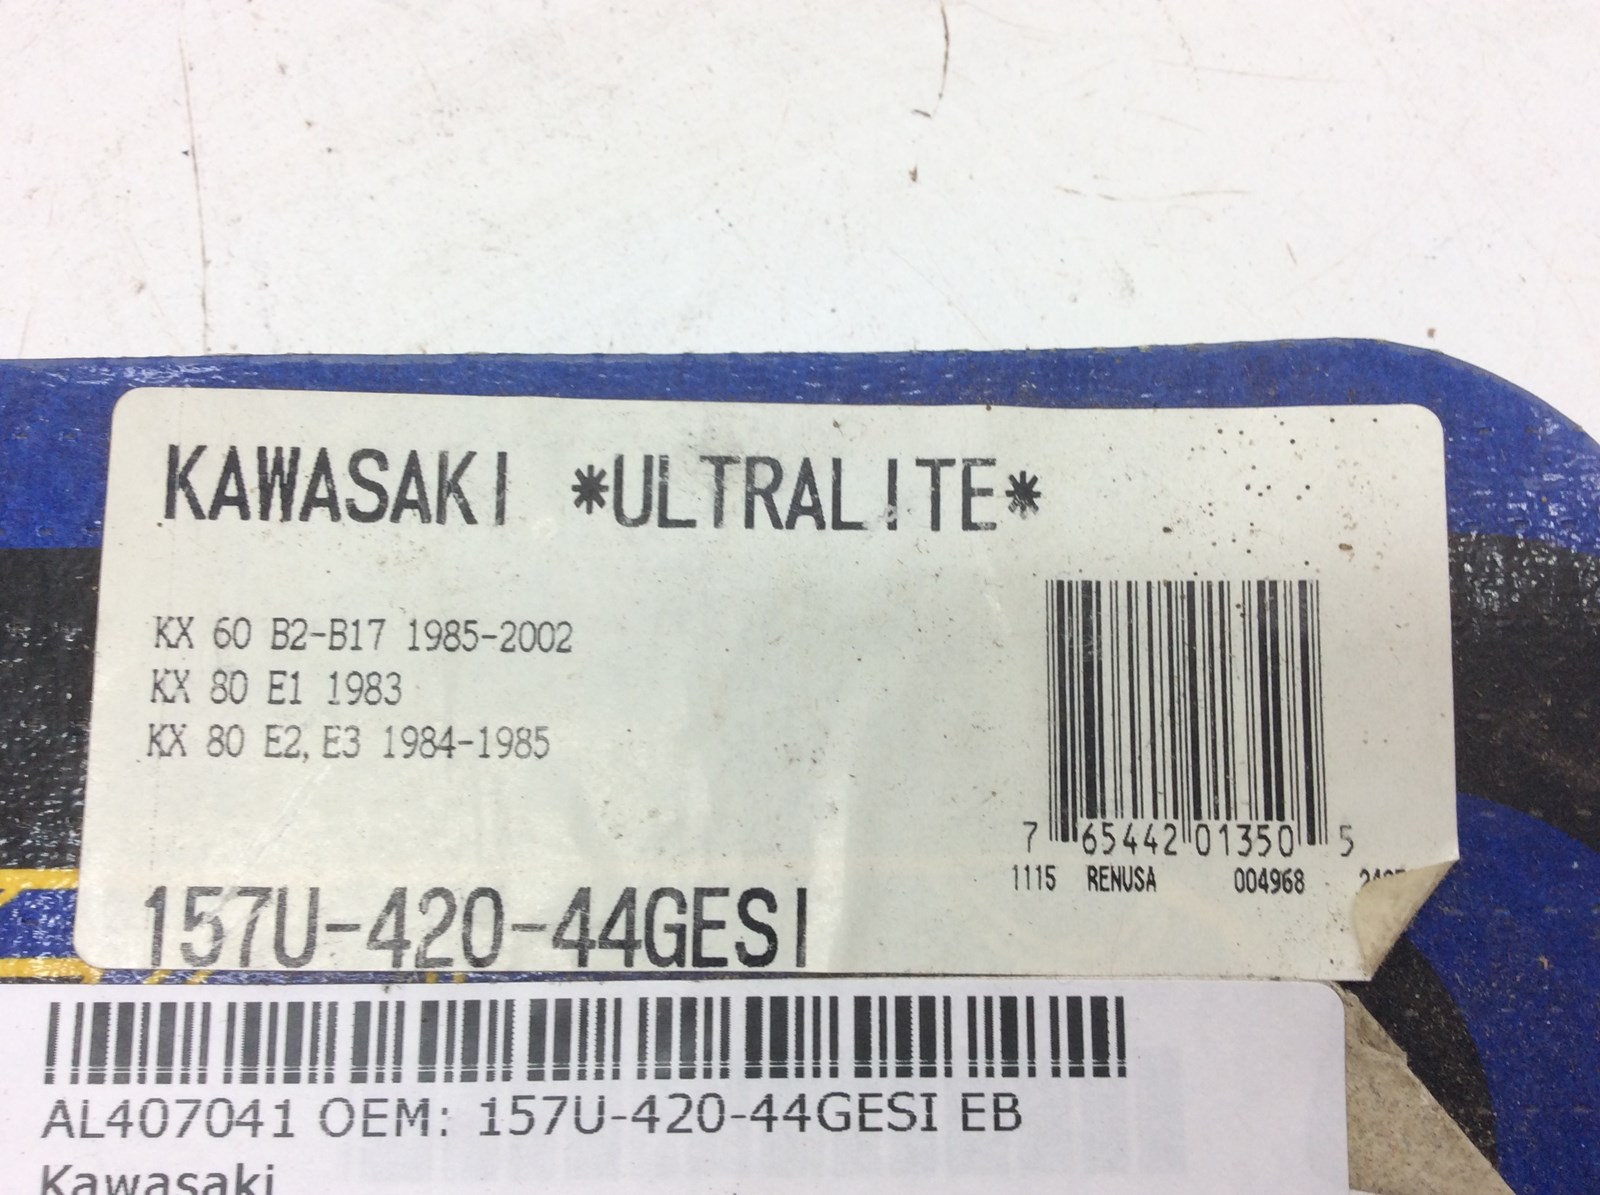 KAWASAKI *ULTRALITE*
KX 60 B2-B17 1985-2002
KX 80 E1 1983
KX 80 E2, E3 1984-1985
7 65442 01350 5
1115 RENUSA 004968
157U-420-44GESI
AL407041 OEM: 157U-420-44GESI EB
Kawasaki